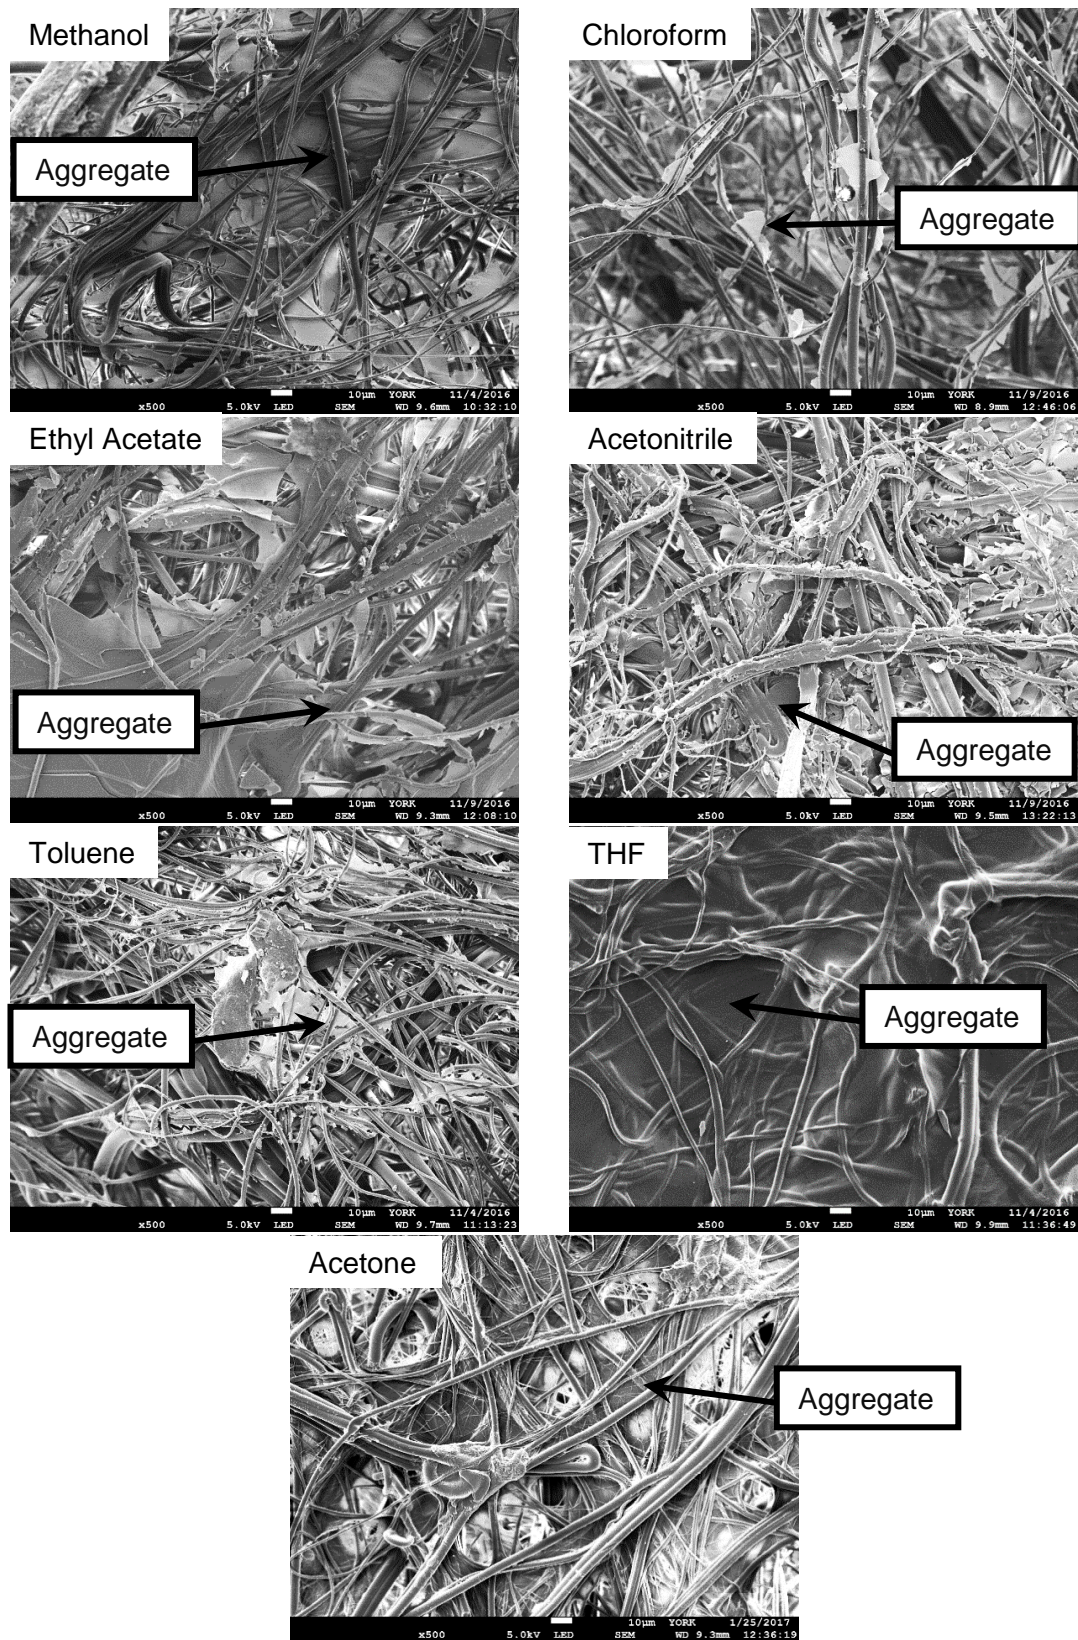 Methanol
Aggregate
10µm YORK 11/4/2016
x500 5.0kV LED SEM WD 9.6mm 10:32:10
Chloroform
Aggregate
10µm YORK 11/9/2016
x500 5.0kV LED SEM WD 8.9mm 12:46:06
Ethyl Acetate
Aggregate
10µm YORK 11/9/2016
x500 5.0kV LED SEM WD 9.3mm 12:08:10
Acetonitrile
Aggregate
10µm YORK 11/9/2016
x500 5.0kV LED SEM WD 9.5mm 13:22:13
Toluene
Aggregate
10µm YORK 11/4/2016
x500 5.0kV LED SEM WD 9.7mm 11:13:23
THF
Aggregate
10µm YORK 11/4/2016
x500 5.0kV LED SEM WD 9.9mm 11:36:49
Acetone
Aggregate
10µm YORK 1/25/2017
x500 5.0kV LED SEM WD 9.3mm 12:36:19